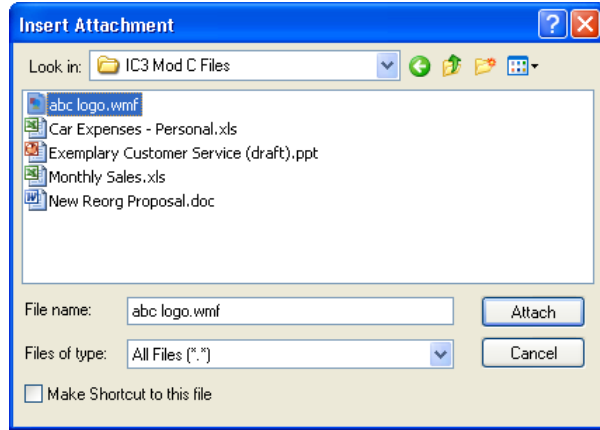 Insert Attachment
Look in: IC3 Mod C Files
abc logo.wmf
Car Expenses - Personal.xls
Exemplary Customer Service (draft).ppt
Monthly Sales.xls
New Reorg Proposal.doc
File name: abc logo.wmf Attach
Files of type: All Files (*.*) Cancel
Make Shortcut to this file